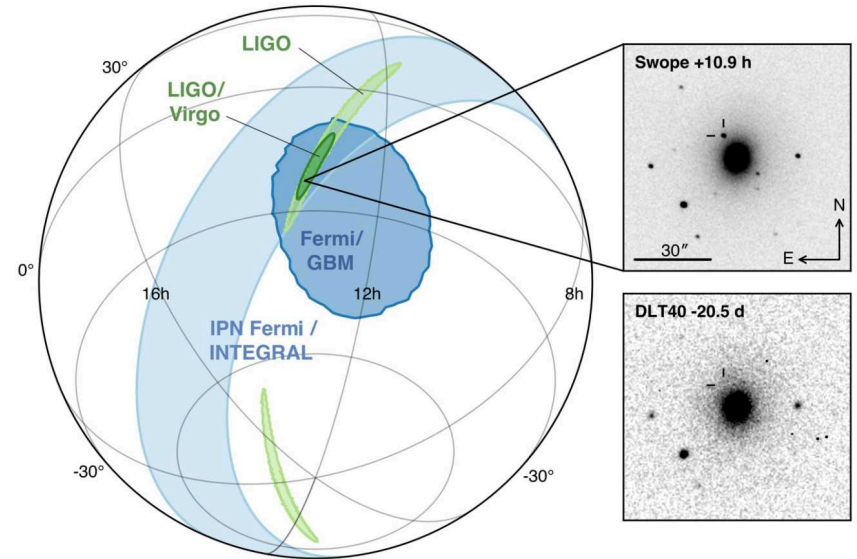 LIGO
30°
LIGO/
Virgo
Fermi/
GBM
0°
16h
12h
8h
IPN Fermi /
INTEGRAL
-30°
-30°
Swope +10.9 h
N
E
30″
DLT40 -20.5 d